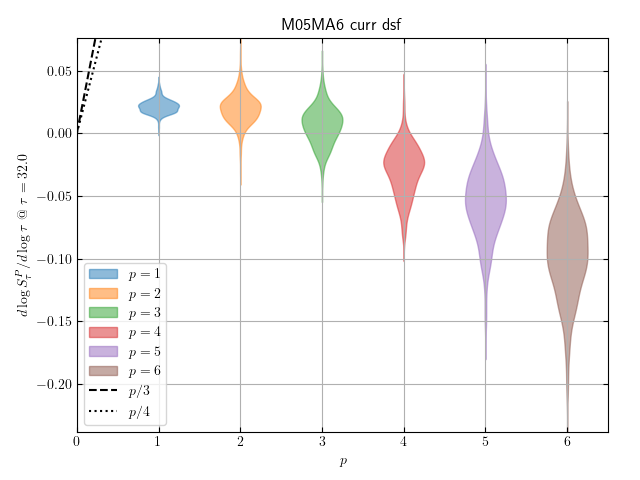 M05MA6 curr dsf
d log S_τ^P / d log τ @ τ = 32.0
0.05
0.00
−0.05
−0.10
−0.15
−0.20
p = 1
p = 2
p = 3
p = 4
p = 5
p = 6
p/3
p/4
0 1 2 3 4 5 6
p